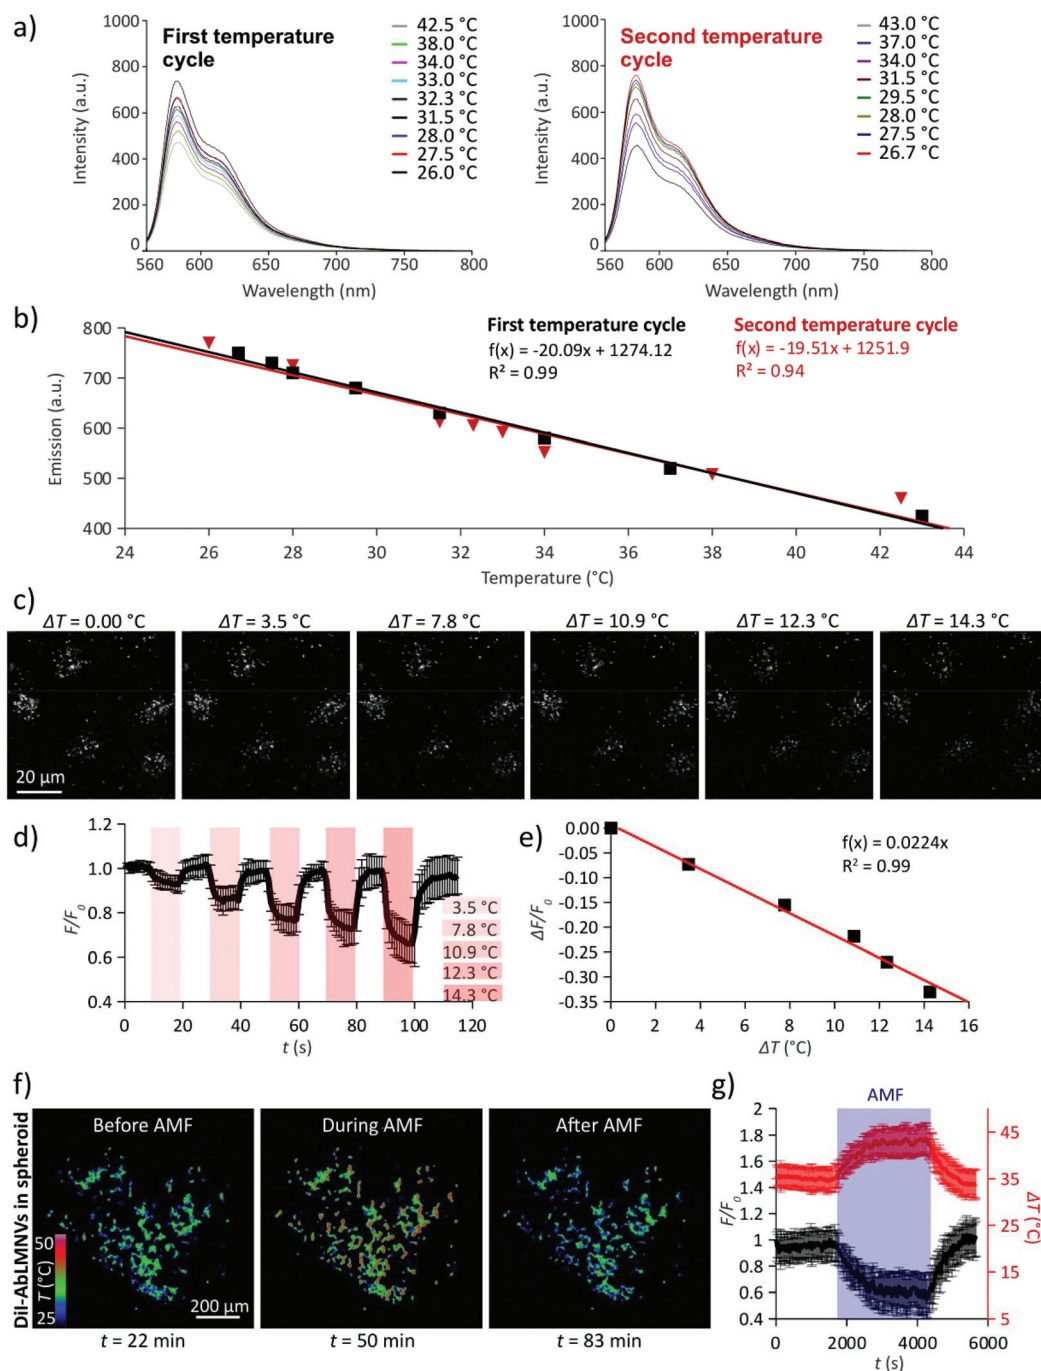 a)
First temperature
cycle
Intensity (a.u.)
1000
800
600
400
200
0
560 600 650 700 750 800
Wavelength (nm)
42.5 °C
38.0 °C
34.0 °C
33.0 °C
32.3 °C
31.5 °C
28.0 °C
27.5 °C
26.0 °C
Second temperature
cycle
Intensity (a.u.)
1000
800
600
400
200
0
560 600 650 700 750 800
Wavelength (nm)
43.0 °C
37.0 °C
34.0 °C
31.5 °C
29.5 °C
28.0 °C
27.5 °C
26.7 °C
b)
Emission (a.u.)
800
700
600
500
400
24 26 28 30 32 34 36 38 40 42 44
Temperature (°C)
First temperature cycle
f(x) = -20.09x + 1274.12
R² = 0.99
Second temperature cycle
f(x) = -19.51x + 1251.9
R² = 0.94
c)
ΔT = 0.00 °C ΔT = 3.5 °C ΔT = 7.8 °C ΔT = 10.9 °C ΔT = 12.3 °C ΔT = 14.3 °C
20 µm
d)
F/F₀
1.2
1.0
0.8
0.6
0.4
0 20 40 60 80 100 120
t (s)
3.5 °C
7.8 °C
10.9 °C
12.3 °C
14.3 °C
e)
ΔF/F₀
0.00
-0.05
-0.10
-0.15
-0.20
-0.25
-0.30
-0.35
0 2 4 6 8 10 12 14 16
ΔT (°C)
f(x) = 0.0224x
R² = 0.99
f)
DiI-AbLMNVs in spheroid
Before AMF During AMF After AMF
50
T (°C)
25
200 µm
t = 22 min t = 50 min t = 83 min
g)
AMF
F/F₀
2
1.8
1.6
1.4
1.2
1
0.8
0.6
0.4
0 2000 4000 6000
t (s)
45
35
25
15
5
ΔT (°C)